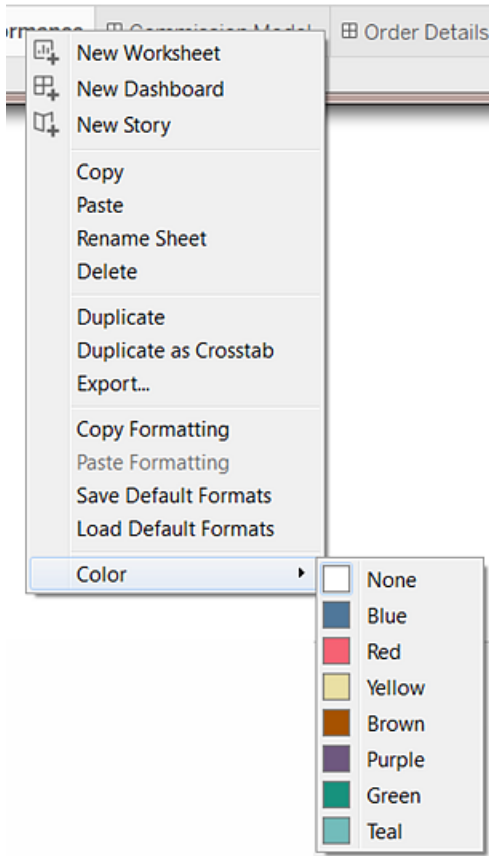 Order Details
New Worksheet
New Dashboard
New Story
Copy
Paste
Rename Sheet
Delete
Duplicate
Duplicate as Crosstab
Export...
Copy Formatting
Paste Formatting
Save Default Formats
Load Default Formats
Color
None
Blue
Red
Yellow
Brown
Purple
Green
Teal